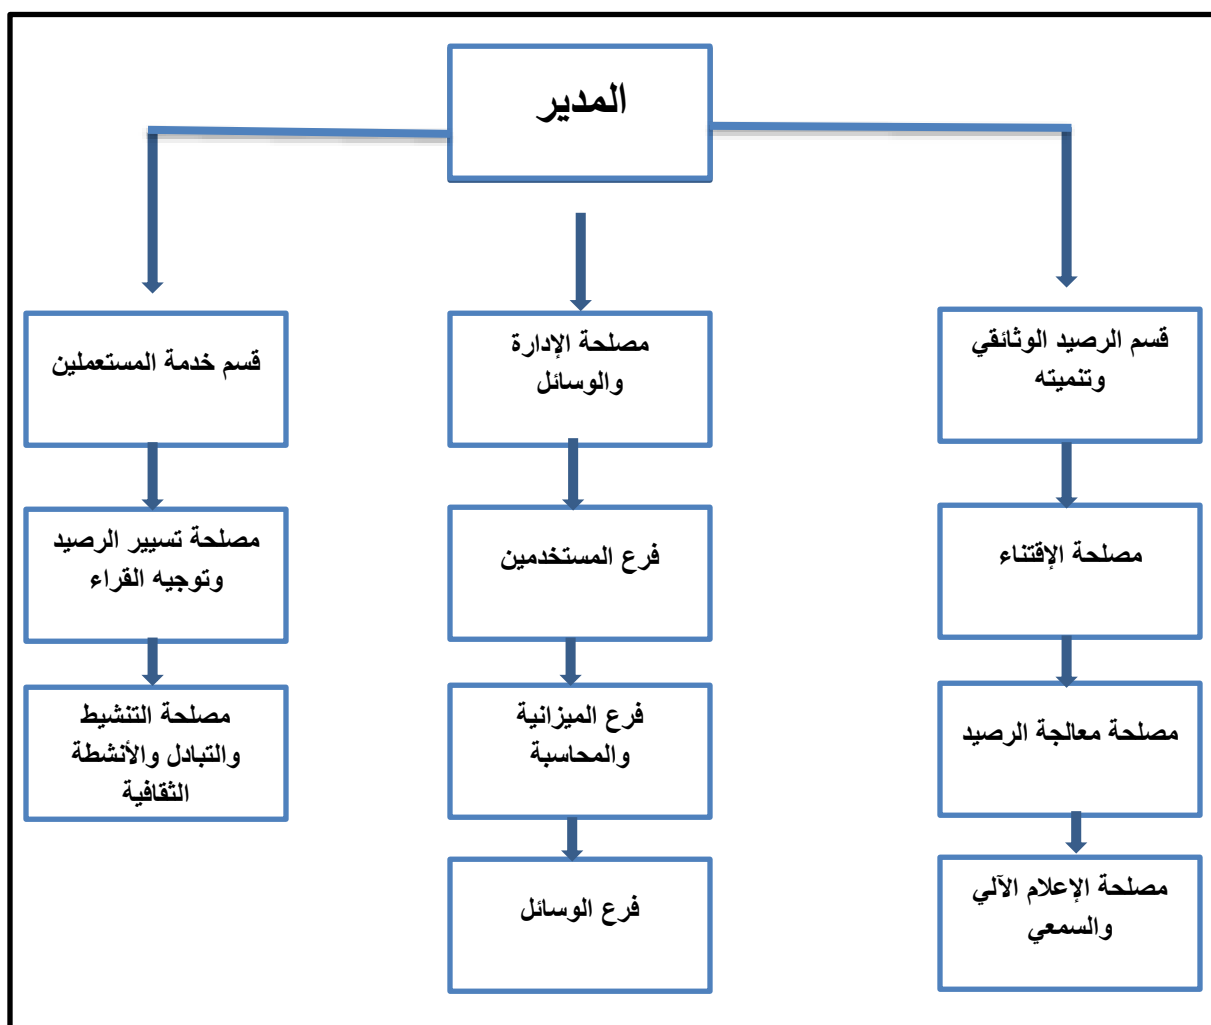 المدير
قسم الرصيد الوثائقي
وتنميته
مصلحة الإدارة
والوسائل
قسم خدمة المستعملين
مصلحة الإقتناء
فرع المستخدمين
مصلحة تسيير الرصيد
وتوجيه القراء
مصلحة معالجة الرصيد
فرع الميزانية
والمحاسبة
مصلحة التنشيط
والتبادل والأنشطة
الثقافية
مصلحة الإعلام الآلي
والسمعي
فرع الوسائل